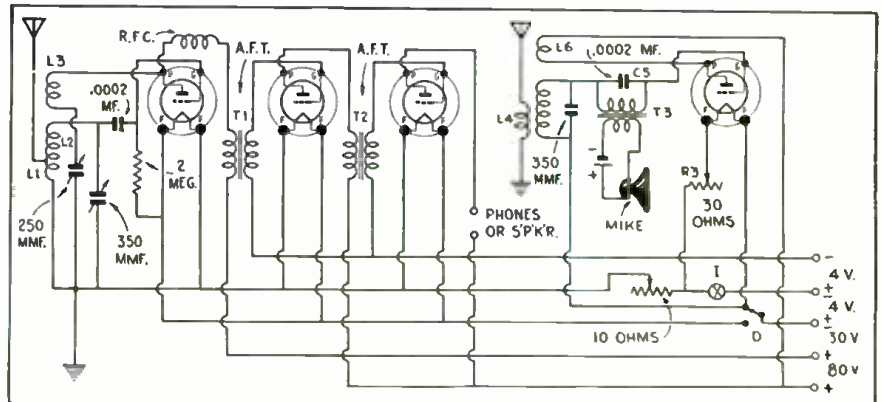 R.F.C.
A.F.T.
A.F.T.
L3
.0002 MF.
L2
L1
2 MEG.
250 MMF.
350 MMF.
P G
F F
T1
P G
F F
T2
P G
F F
PHONES OR S'P'K'R.
L6
.0002 MF.
C5
L4
350 MMF.
T3
- +
MIKE
P G
F F
R3
30 OHMS
10 OHMS
I
D
-
4 V.
+
-
4 V.
+
-
30 V
+
80 V
+